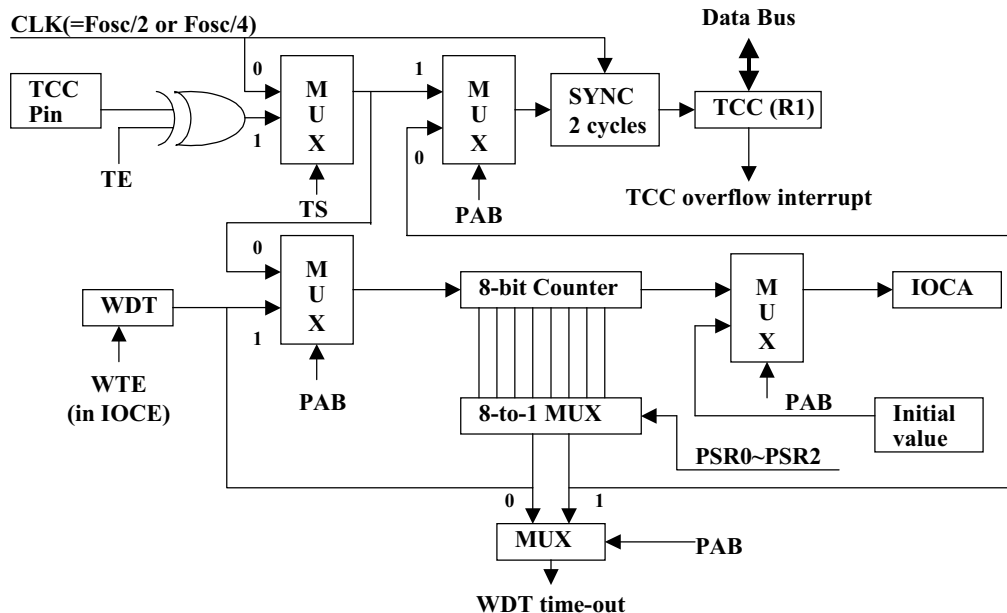 CLK(=Fosc/2 or Fosc/4)
Data Bus
TCC
Pin
0
1
M
U
X
1
0
M
U
X
SYNC
2 cycles
TCC (R1)
TE
TS
PAB
TCC overflow interrupt
0
1
M
U
X
WDT
8-bit Counter
M
U
X
IOCA
WTE
(in IOCE)
PAB
8-to-1 MUX
PAB
Initial
value
PSR0~PSR2
0
1
MUX
PAB
WDT time-out